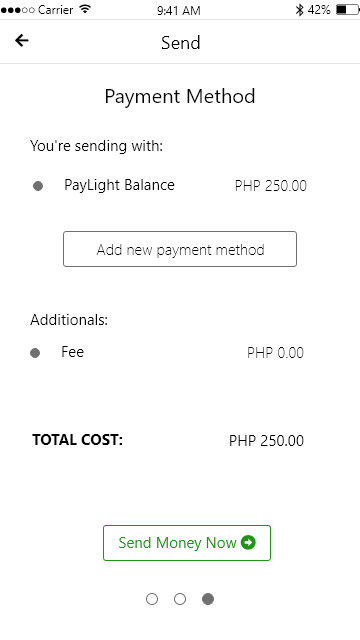 Carrier 9:41 AM 42%
Send
Payment Method
You're sending with:
PayLight Balance PHP 250.00
Add new payment method
Additionals:
Fee PHP 0.00
TOTAL COST: PHP 250.00
Send Money Now